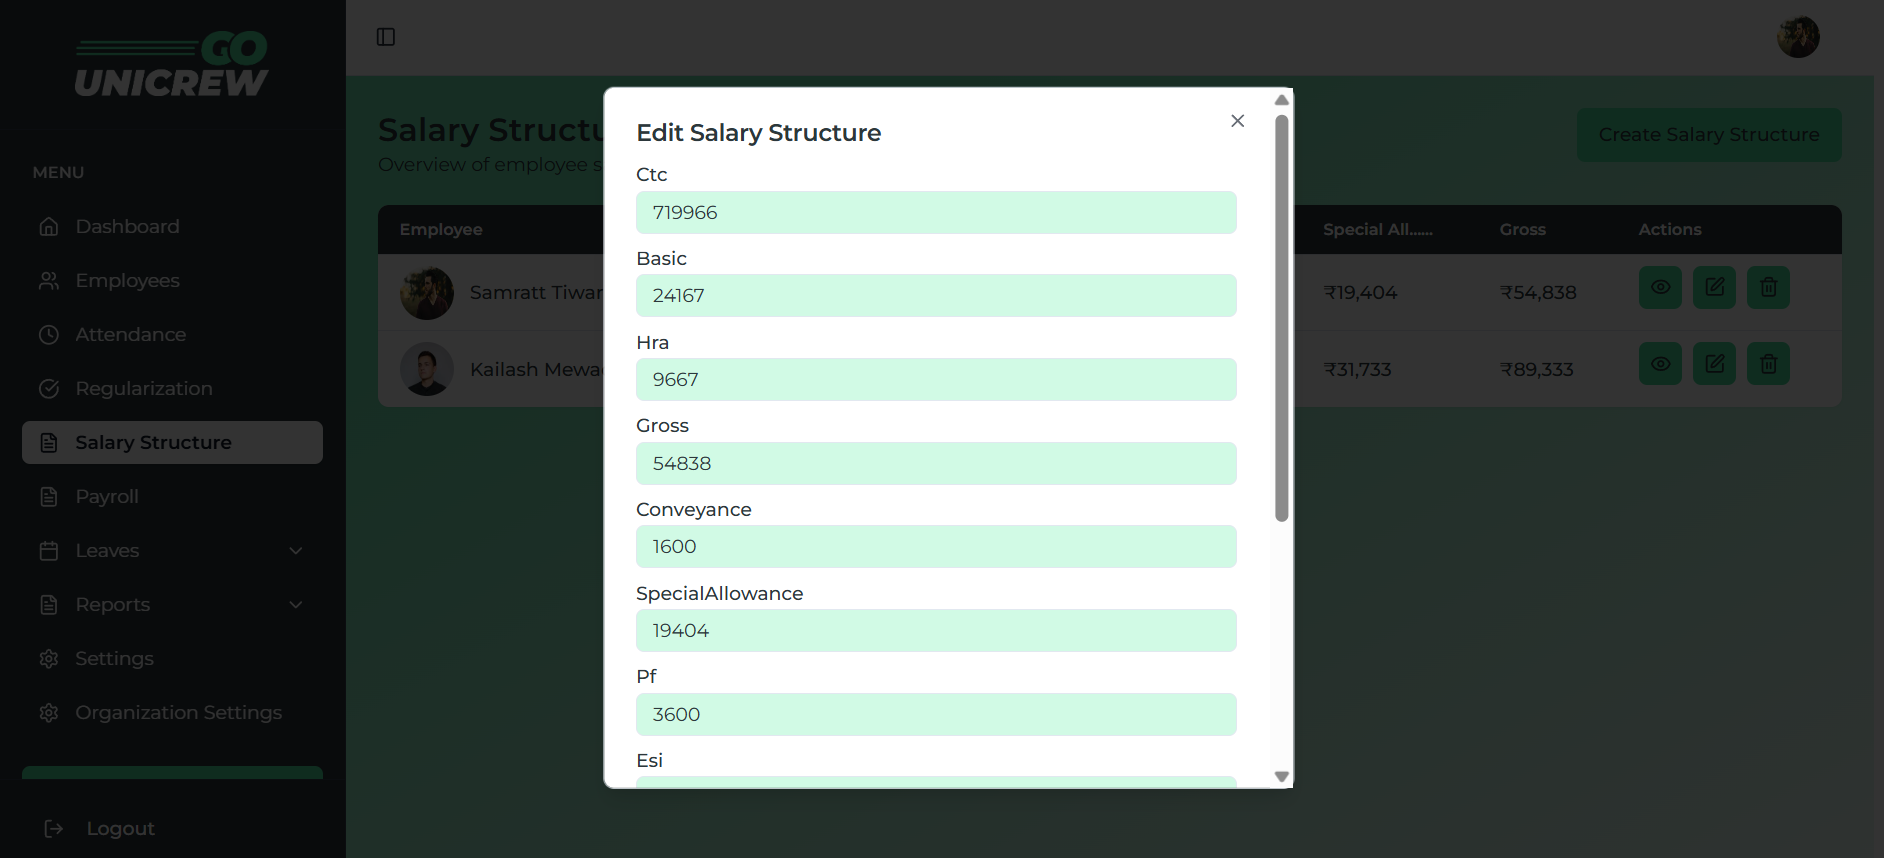 GO
UNICREW
MENU
Dashboard
Employees
Attendance
Regularization
Salary Structure
Payroll
Leaves
Reports
Settings
Organization Settings
Logout
Salary Structu
Overview of employee s
Create Salary Structure
Employee
Special All......
Gross
Actions
Samratt Tiwar
₹19,404
₹54,838
Kailash Mewa
₹31,733
₹89,333
Edit Salary Structure
Ctc
719966
Basic
24167
Hra
9667
Gross
54838
Conveyance
1600
SpecialAllowance
19404
Pf
3600
Esi